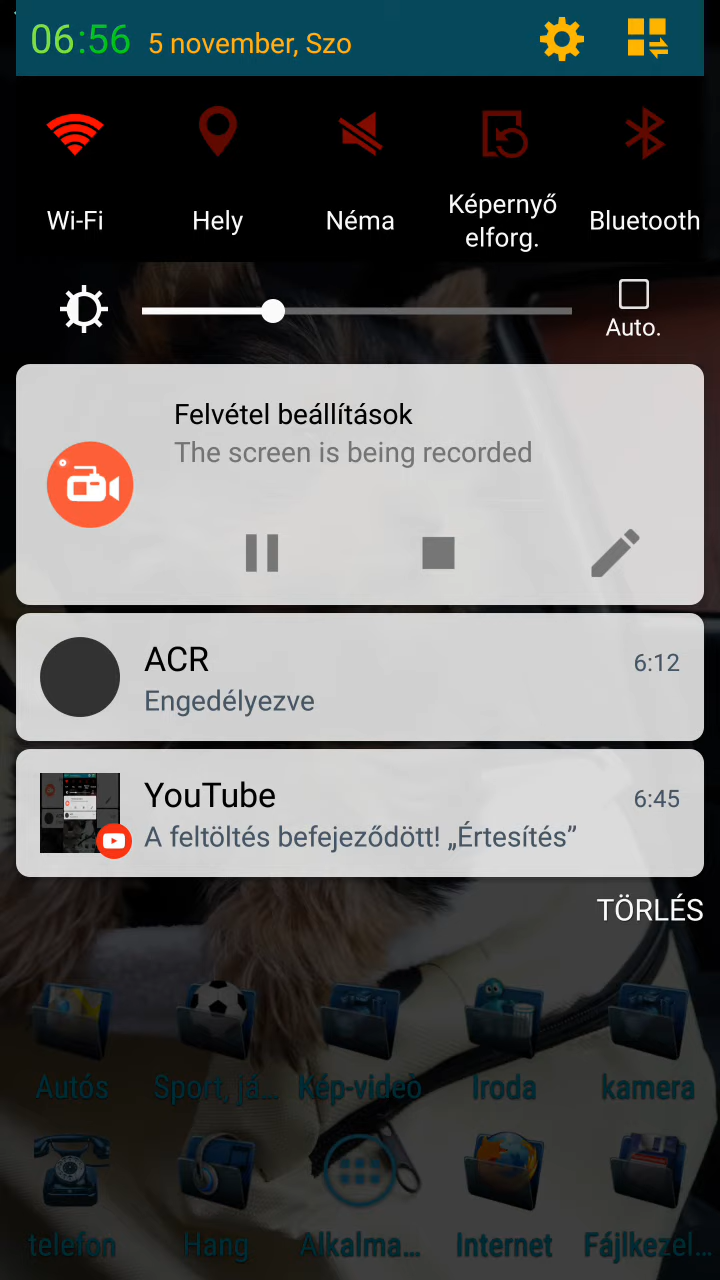 06:56 5 november, Szo
Wi-Fi
Hely
Néma
Képernyő
elforg.
Bluetooth
Auto.
Felvétel beállítások
The screen is being recorded
ACR
6:12
Engedélyezve
YouTube
6:45
A feltöltés befejeződött! „Értesítés”
TÖRLÉS
Autós Sport, já... Kép-videò Iroda kamera
telefon Hang Alkalma... Internet Fájlkezel...